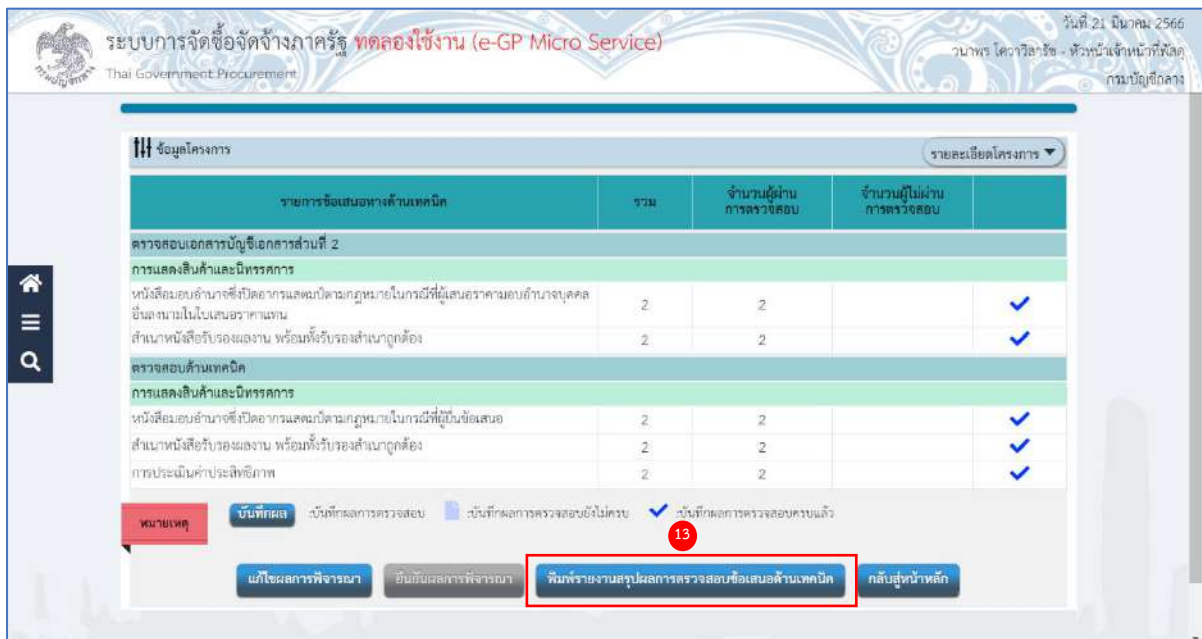 วันที่ 21 มีนาคม 2566
ระบบการจัดซื้อจัดจ้างภาครัฐ ทดลองใช้งาน (e-GP Micro Service)
วนาพร โควาวิสารัช - หัวหน้าเจ้าหน้าที่พัสดุ
Thai Government Procurement
กรมบัญชีกลาง
ข้อมูลโครงการ
รายละเอียดโครงการ
รายการข้อเสนอทางด้านเทคนิค รวม จำนวนผู้ผ่านการตรวจสอบ จำนวนผู้ไม่ผ่านการตรวจสอบ
ตรวจสอบเอกสารบัญชีเอกสารส่วนที่ 2
การแสดงสินค้าและนิทรรศการ
หนังสือมอบอำนาจซึ่งปิดอากรแสตมป์ตามกฎหมายในกรณีที่ผู้เสนอราคามอบอำนาจบุคคล
อื่นลงนามในใบเสนอราคาแทน 2 2
สำเนาหนังสือรับรองผลงาน พร้อมทั้งรับรองสำเนาถูกต้อง 2 2
ตรวจสอบด้านเทคนิค
การแสดงสินค้าและนิทรรศการ
หนังสือมอบอำนาจซึ่งปิดอากรแสตมป์ตามกฎหมายในกรณีที่ผู้ยื่นข้อเสนอ 2 2
สำเนาหนังสือรับรองผลงาน พร้อมทั้งรับรองสำเนาถูกต้อง 2 2
การประเมินค่าประสิทธิภาพ 2 2
หมายเหตุ บันทึกผล :บันทึกผลการตรวจสอบ :บันทึกผลการตรวจสอบยังไม่ครบ :บันทึกผลการตรวจสอบครบแล้ว
13
แก้ไขผลการพิจารณา ยืนยันผลการพิจารณา พิมพ์รายงานสรุปผลการตรวจสอบข้อเสนอด้านเทคนิค กลับสู่หน้าหลัก